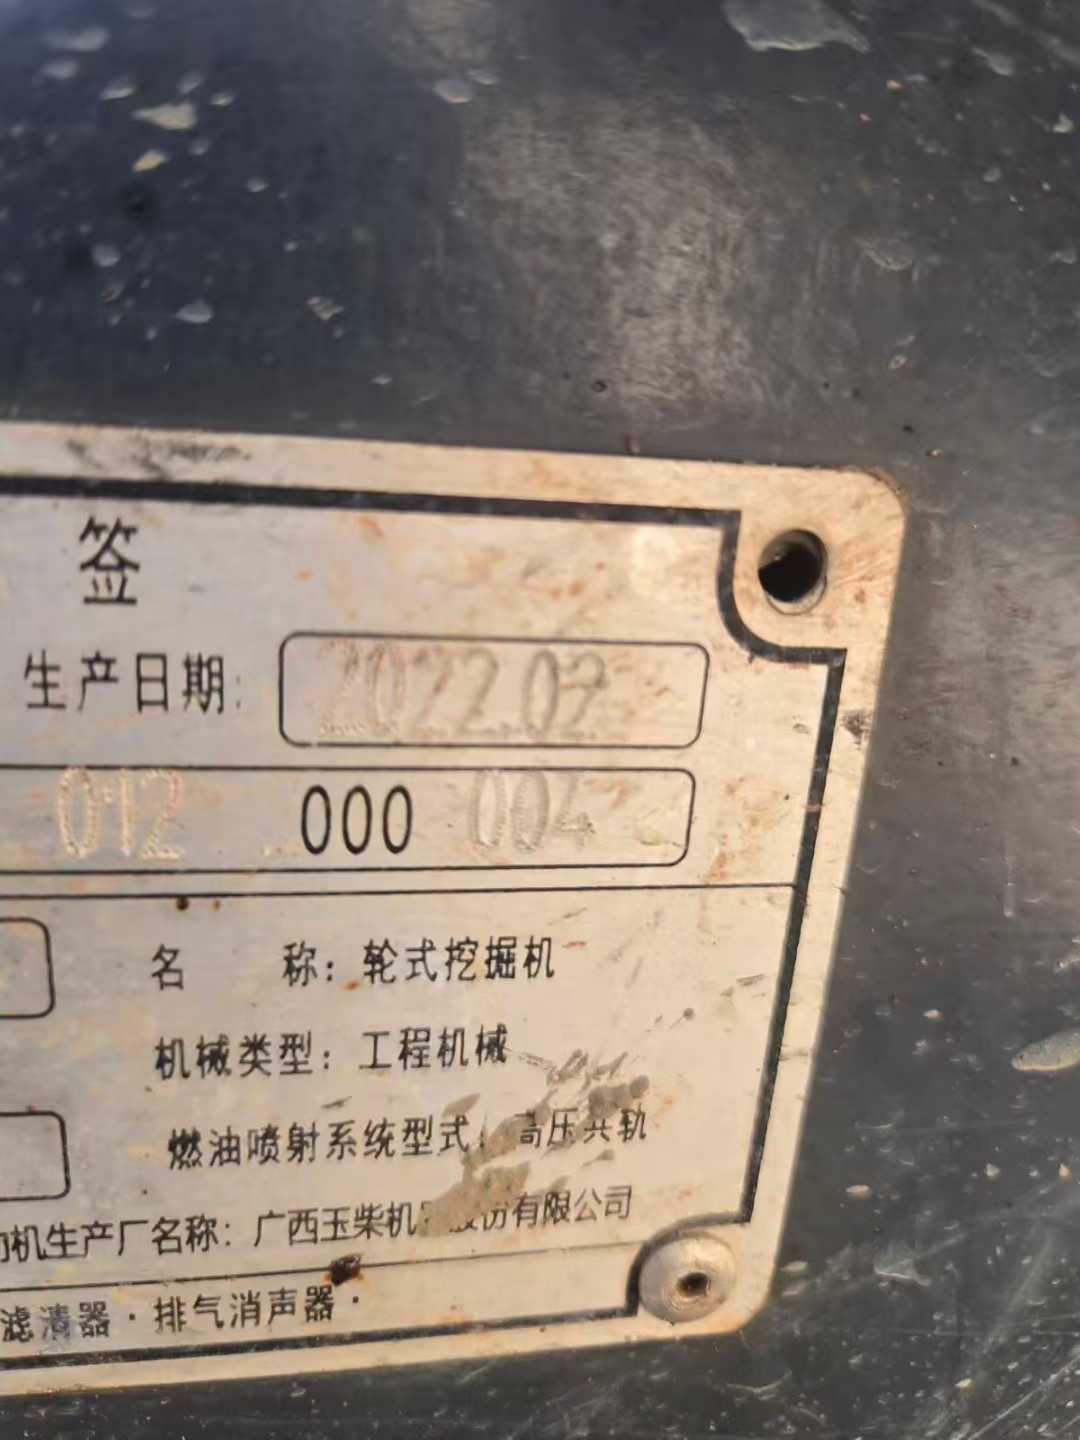 签
生产日期: 2022.02
012 000 004
名 称: 轮式挖掘机
机械类型: 工程机械
燃油喷射系统型式: 高压共轨
机生产厂名称: 广西玉柴机股份有限公司
滤清器·排气消声器·